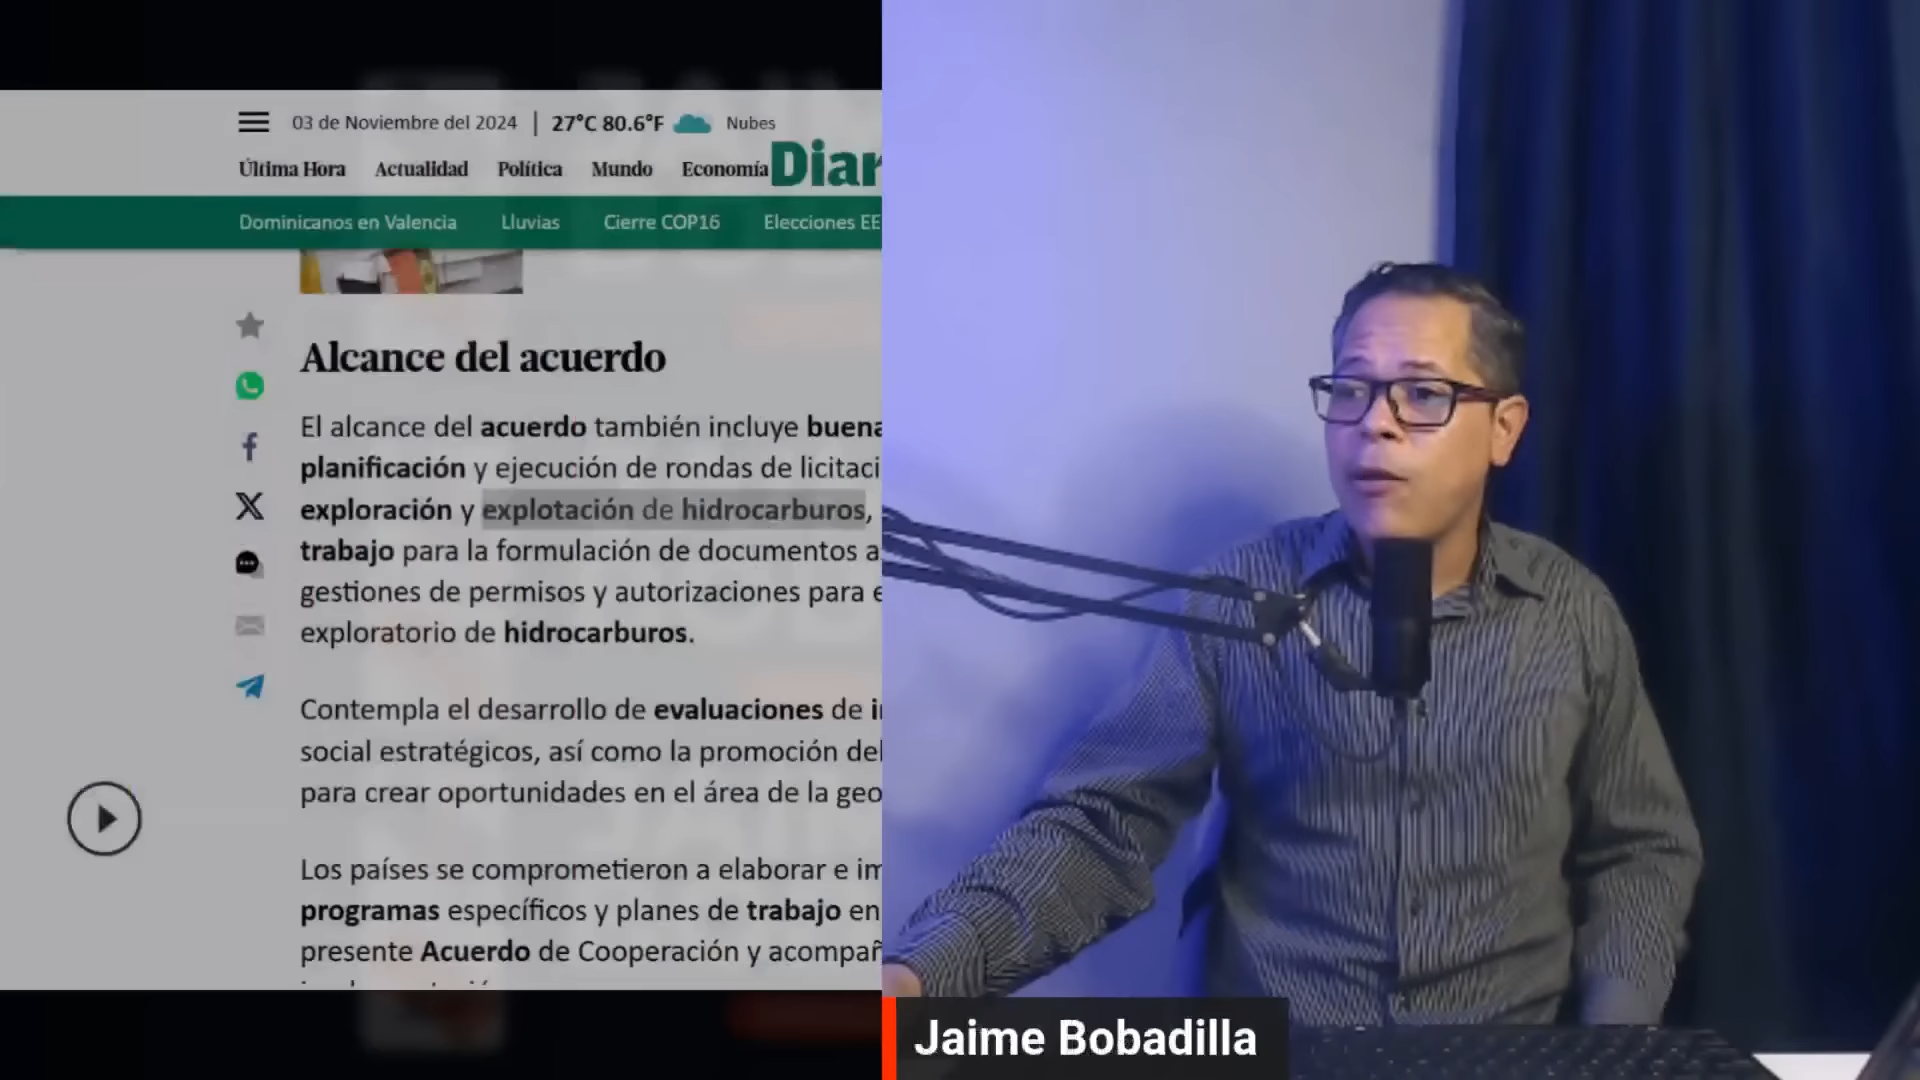 03 de Noviembre del 2024 | 27°C 80.6°F Nubes
Última Hora Actualidad Política Mundo Economía Diar
Dominicanos en Valencia Lluvias Cierre COP16 Elecciones EE
Alcance del acuerdo
El alcance del acuerdo también incluye buena
planificación y ejecución de rondas de licitaci
exploración y explotación de hidrocarburos,
trabajo para la formulación de documentos a
gestiones de permisos y autorizaciones para e
exploratorio de hidrocarburos.
Contempla el desarrollo de evaluaciones de i
social estratégicos, así como la promoción del
para crear oportunidades en el área de la geo
Los países se comprometieron a elaborar e im
programas específicos y planes de trabajo en
presente Acuerdo de Cooperación y acompañ
Jaime Bobadilla